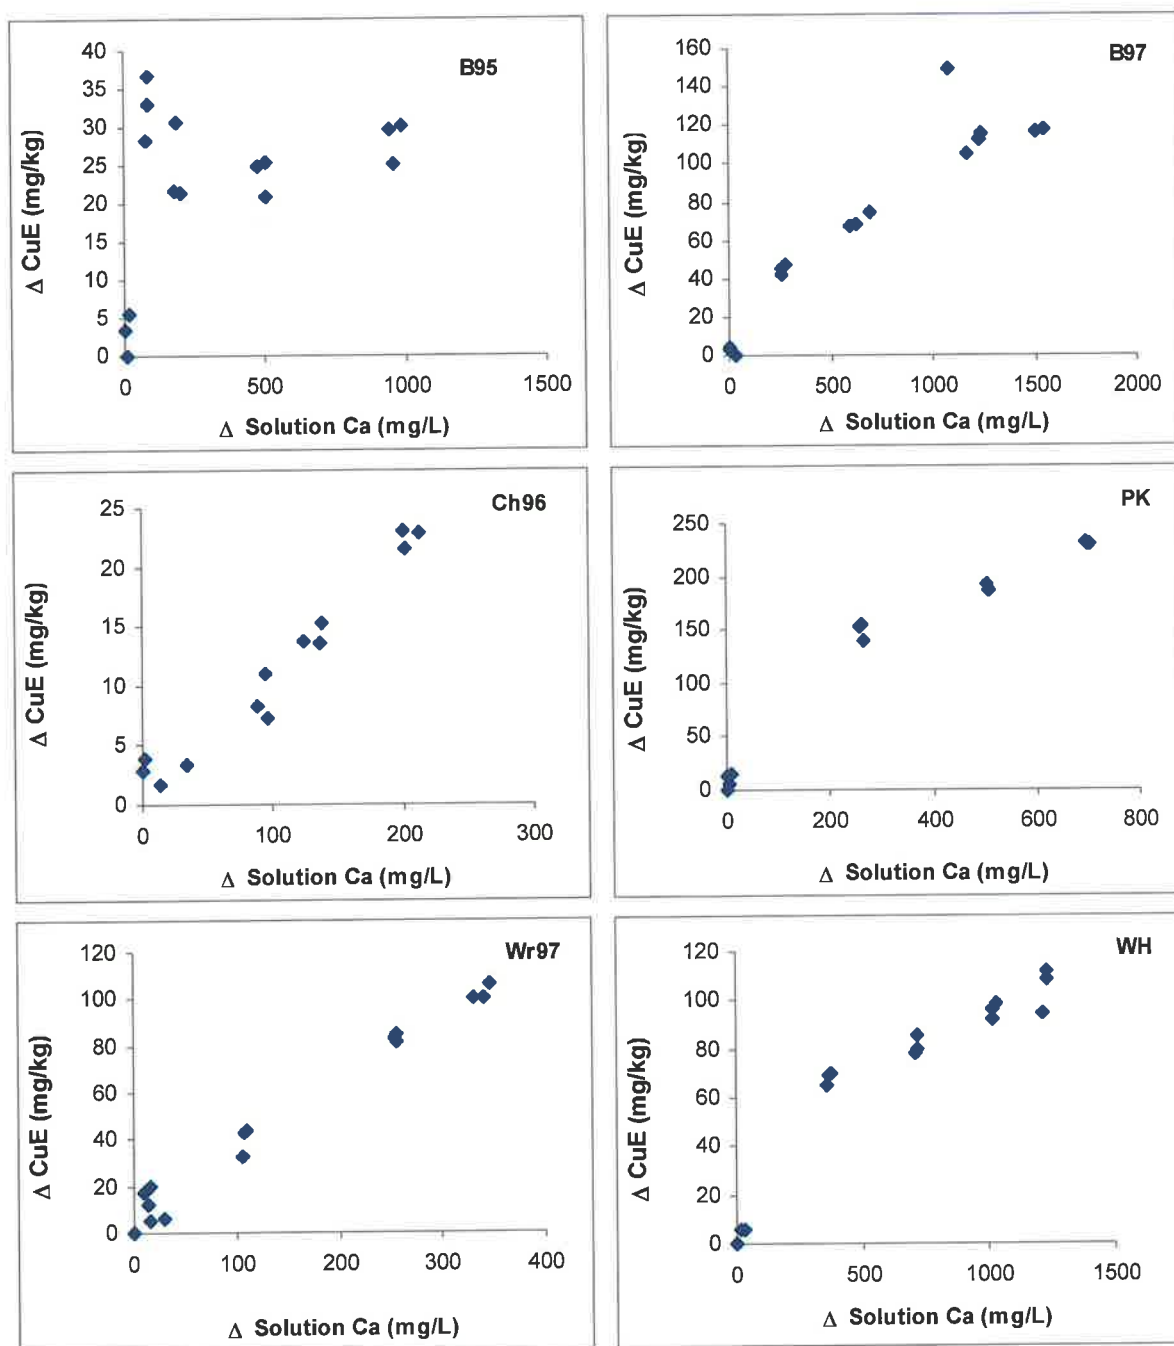 B95
Δ CuE (mg/kg)
40
35
30
25
20
15
10
5
0
0 500 1000 1500
Δ Solution Ca (mg/L)
B97
Δ CuE (mg/kg)
160
140
120
100
80
60
40
20
0
0 500 1000 1500 2000
Δ Solution Ca (mg/L)
Ch96
Δ CuE (mg/kg)
25
20
15
10
5
0
0 100 200 300
Δ Solution Ca (mg/L)
PK
Δ CuE (mg/kg)
250
200
150
100
50
0
0 200 400 600 800
Δ Solution Ca (mg/L)
Wr97
Δ CuE (mg/kg)
120
100
80
60
40
20
0
0 100 200 300 400
Δ Solution Ca (mg/L)
WH
Δ CuE (mg/kg)
120
100
80
60
40
20
0
0 500 1000 1500
Δ Solution Ca (mg/L)